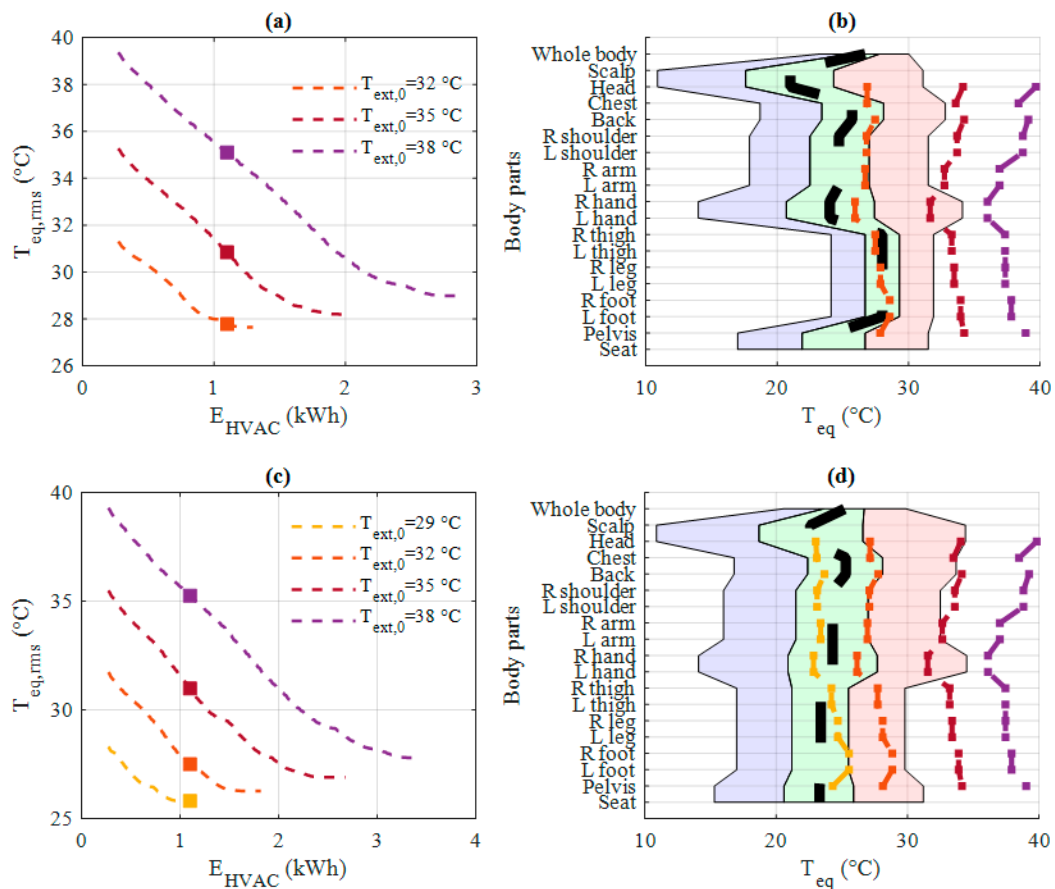 (a)
40
38
36
34
32
30
28
26
T_eq,rms (°C)
T_ext,0=32 °C
T_ext,0=35 °C
T_ext,0=38 °C
0
1
2
3
E_HVAC (kWh)
(b)
Body parts
Whole body
Scalp
Head
Chest
Back
R shoulder
L shoulder
R arm
L arm
R hand
L hand
R thigh
L thigh
R leg
L leg
R foot
L foot
Pelvis
Seat
10
20
30
40
T_eq (°C)
(c)
40
35
30
25
T_eq,rms (°C)
T_ext,0=29 °C
T_ext,0=32 °C
T_ext,0=35 °C
T_ext,0=38 °C
0
1
2
3
4
E_HVAC (kWh)
(d)
Body parts
Whole body
Scalp
Head
Chest
Back
R shoulder
L shoulder
R arm
L arm
R hand
L hand
R thigh
L thigh
R leg
L leg
R foot
L foot
Pelvis
Seat
10
20
30
40
T_eq (°C)